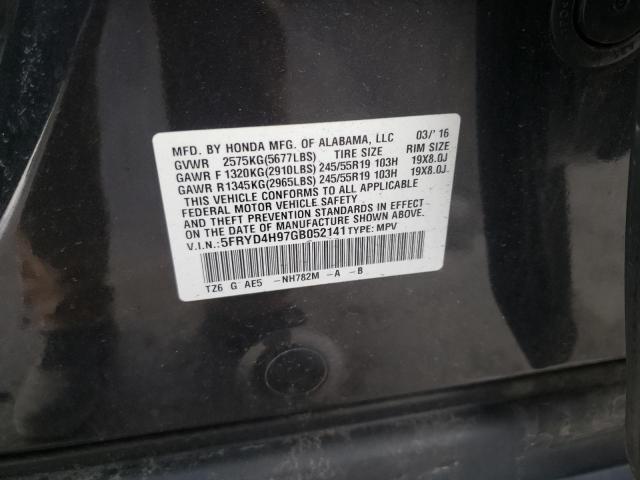 MFD. BY HONDA MFG. OF ALABAMA, LLC 03/'16
GVWR 2575KG(5677LBS) TIRE SIZE RIM SIZE
GAWR F 1320KG(2910LBS) 245/55R19 103H 19X8.0J
GAWR R1345KG(2965LBS) 245/55R19 103H 19X8.0J
THIS VEHICLE CONFORMS TO ALL APPLICABLE
FEDERAL MOTOR VEHICLE SAFETY
AND THEFT PREVENTION STANDARDS IN EFFECT
ON THE DATE OF MANUFACTURE SHOWN ABOVE.
V.I.N.:5FRYD4H97GB052141 TYPE: MPV
TZ6 G AE5 -NH782M -A -B